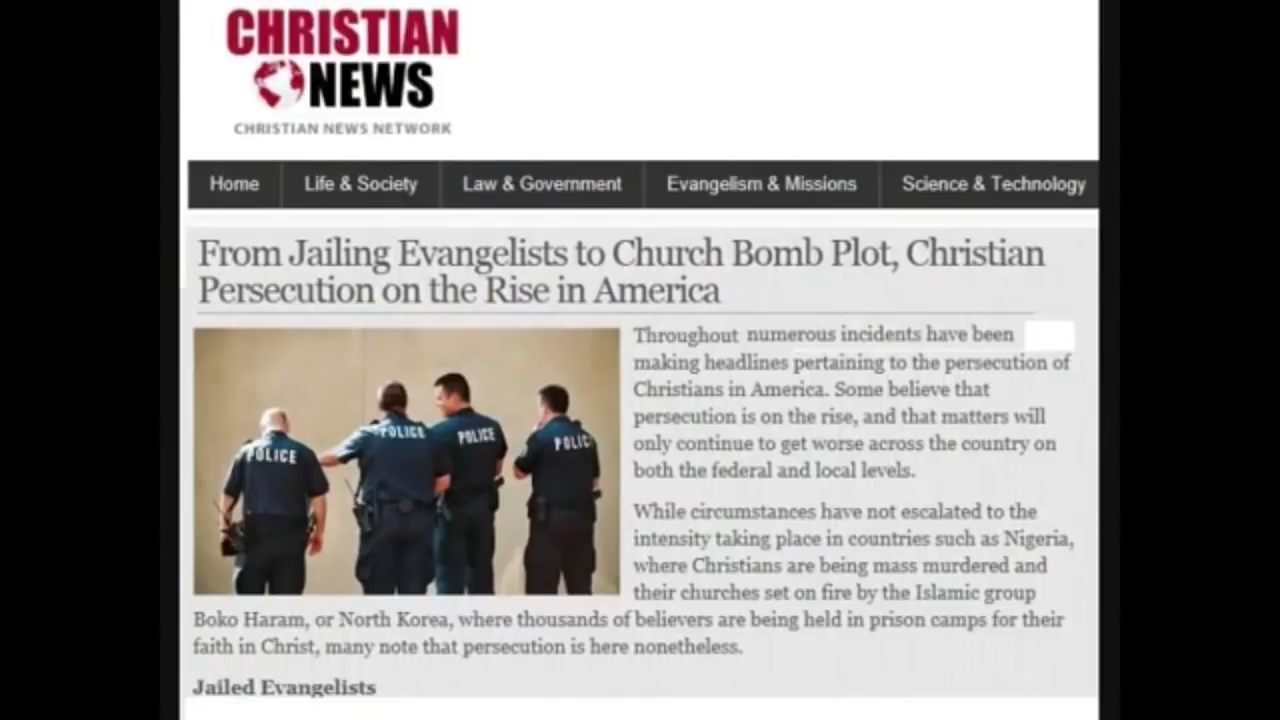 CHRISTIAN
NEWS
CHRISTIAN NEWS NETWORK
Home Life & Society Law & Government Evangelism & Missions Science & Technology
From Jailing Evangelists to Church Bomb Plot, Christian
Persecution on the Rise in America
Throughout numerous incidents have been
making headlines pertaining to the persecution of
Christians in America. Some believe that
persecution is on the rise, and that matters will
only continue to get worse across the country on
both the federal and local levels.
POLICE POLICE POLICE POLIC
While circumstances have not escalated to the
intensity taking place in countries such as Nigeria,
where Christians are being mass murdered and
their churches set on fire by the Islamic group
Boko Haram, or North Korea, where thousands of believers are being held in prison camps for their
faith in Christ, many note that persecution is here nonetheless.
Jailed Evangelists